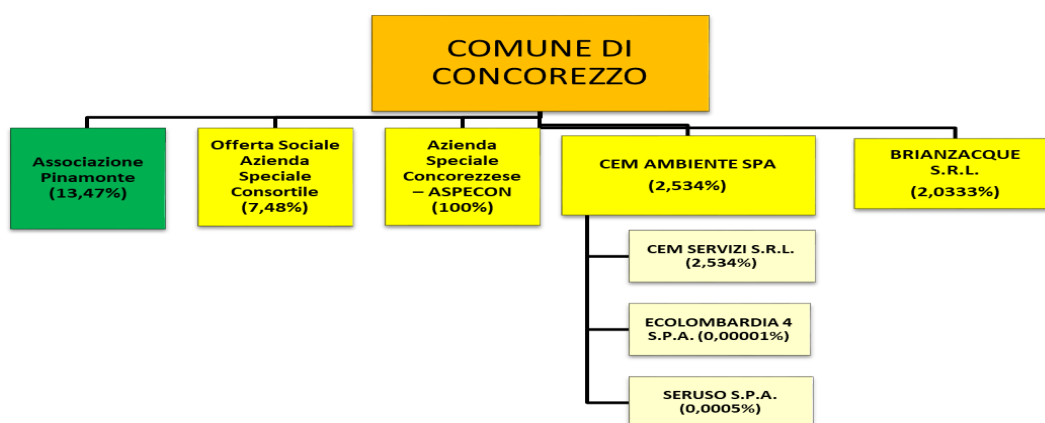 COMUNE DI
CONCOREZZO
Associazione
Pinamonte
(13,47%)
Offerta Sociale
Azienda
Speciale
Consortile
(7,48%)
Azienda
Speciale
Concorezzese
– ASPECON
(100%)
CEM AMBIENTE SPA
(2,534%)
BRIANZACQUE
S.R.L.
(2,0333%)
CEM SERVIZI S.R.L.
(2,534%)
ECOLOMBARDIA 4
S.P.A. (0,00001%)
SERUSO S.P.A.
(0,0005%)